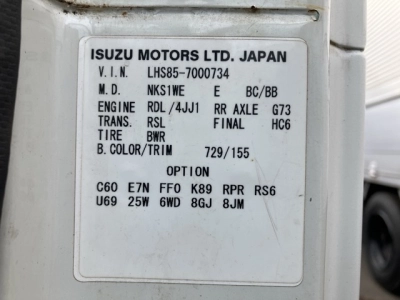 ISUZU MOTORS LTD. JAPAN
V.I.N. LHS85-7000734
M.D. NKS1WE E BC/BB
ENGINE RDL/4JJ1 RR AXLE G73
TRANS. RSL FINAL HC6
TIRE BWR
B.COLOR/TRIM 729/155
OPTION
C60 E7N FF0 K89 RPR RS6
U69 25W 6WD 8GJ 8JM